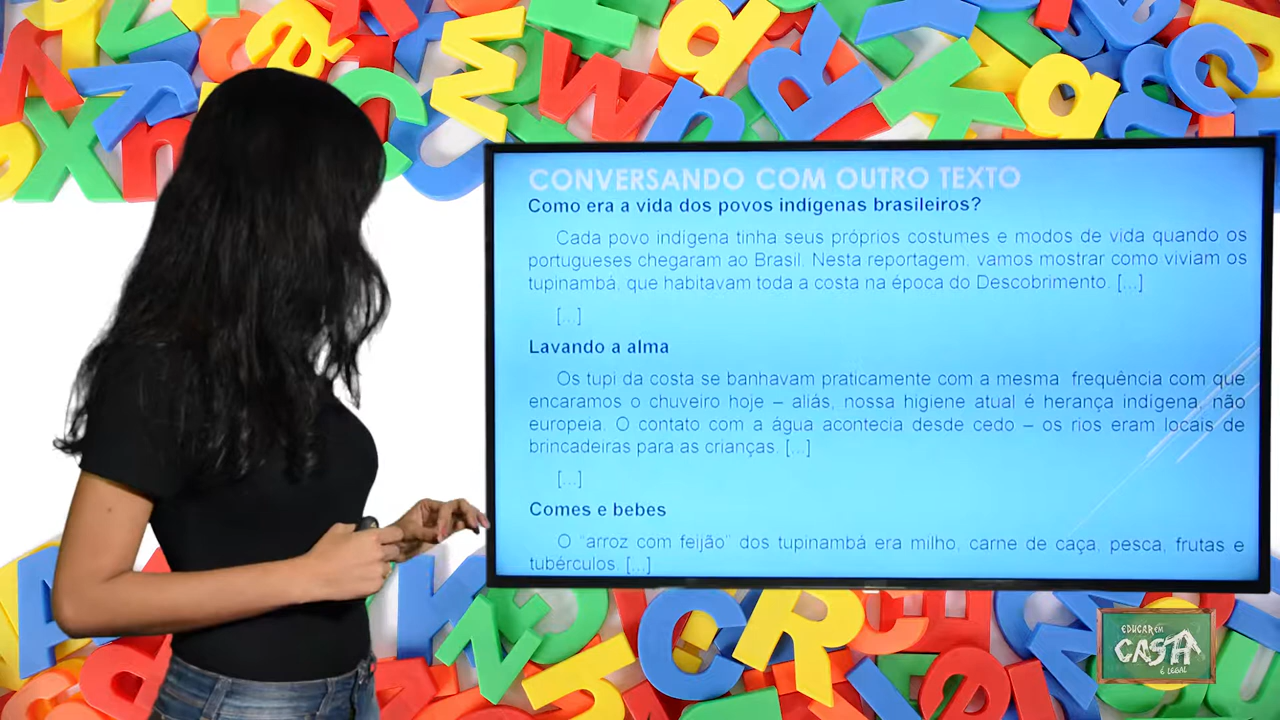 CONVERSANDO COM OUTRO TEXTO
Como era a vida dos povos indígenas brasileiros?
Cada povo indígena tinha seus próprios costumes e modos de vida quando os
portugueses chegaram ao Brasil. Nesta reportagem, vamos mostrar como viviam os
tupinambá, que habitavam toda a costa na época do Descobrimento. [...]
[...]
Lavando a alma
Os tupi da costa se banhavam praticamente com a mesma frequência com que
encaramos o chuveiro hoje – aliás, nossa higiene atual é herança indígena, não
europeia. O contato com a água acontecia desde cedo – os rios eram locais de
brincadeiras para as crianças. [...]
[...]
Comes e bebes
O “arroz com feijão” dos tupinambá era milho, carne de caça, pesca, frutas e
tubérculos. [...]
EDUCAR EM
CASA
É LEGAL